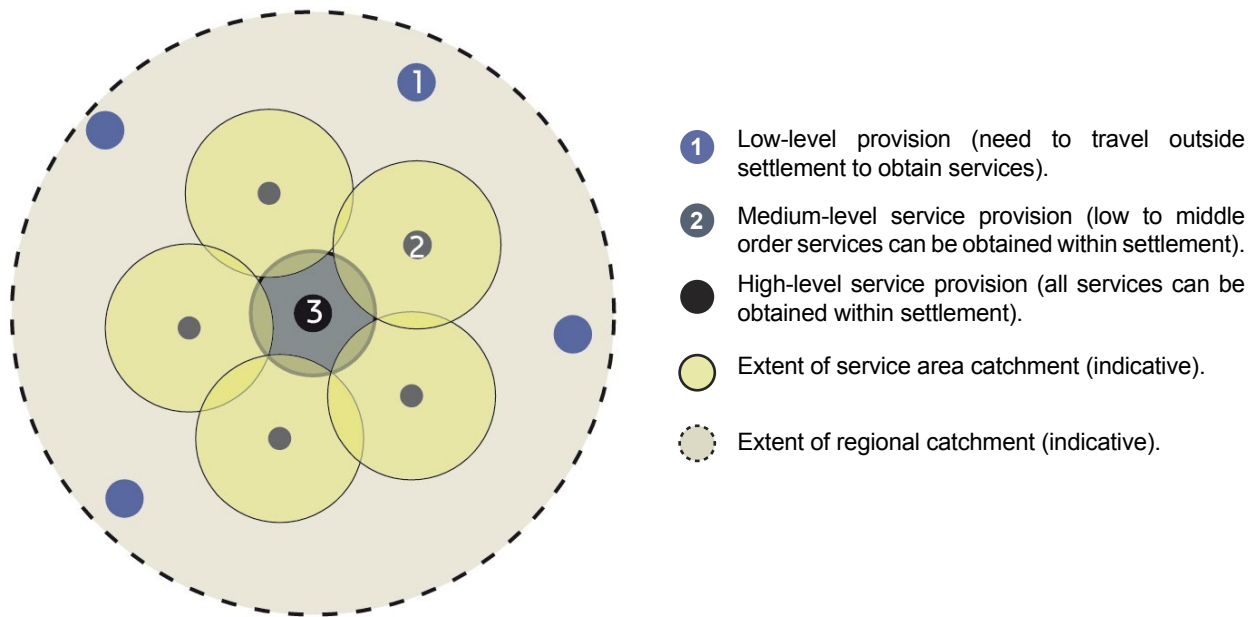 1
2
3
1
Low-level provision (need to travel outside
settlement to obtain services).
2
Medium-level service provision (low to middle
order services can be obtained within settlement).
High-level service provision (all services can be
obtained within settlement).
Extent of service area catchment (indicative).
Extent of regional catchment (indicative).